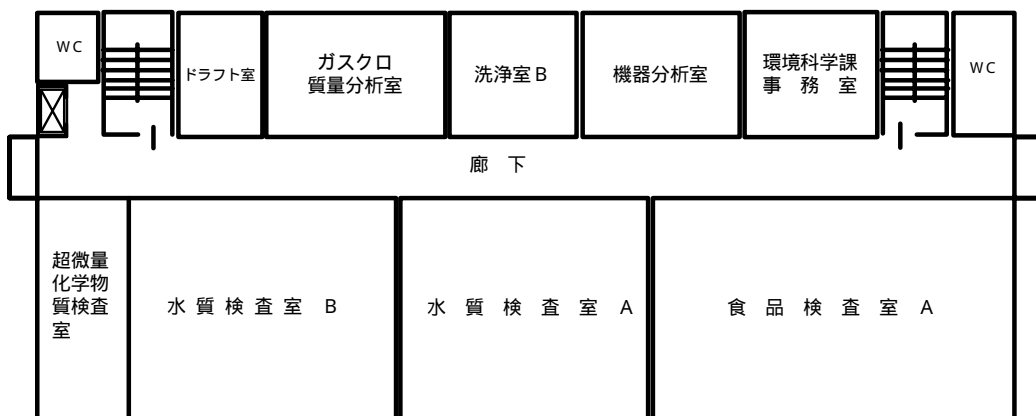 WC
ドラフト室
ガスクロ
質量分析室
洗浄室B
機器分析室
環境科学課
事 務 室
WC
廊 下
超微量
化学物
質検査
室
水 質 検 査 室 B
水 質 検 査 室 A
食 品 検 査 室 A